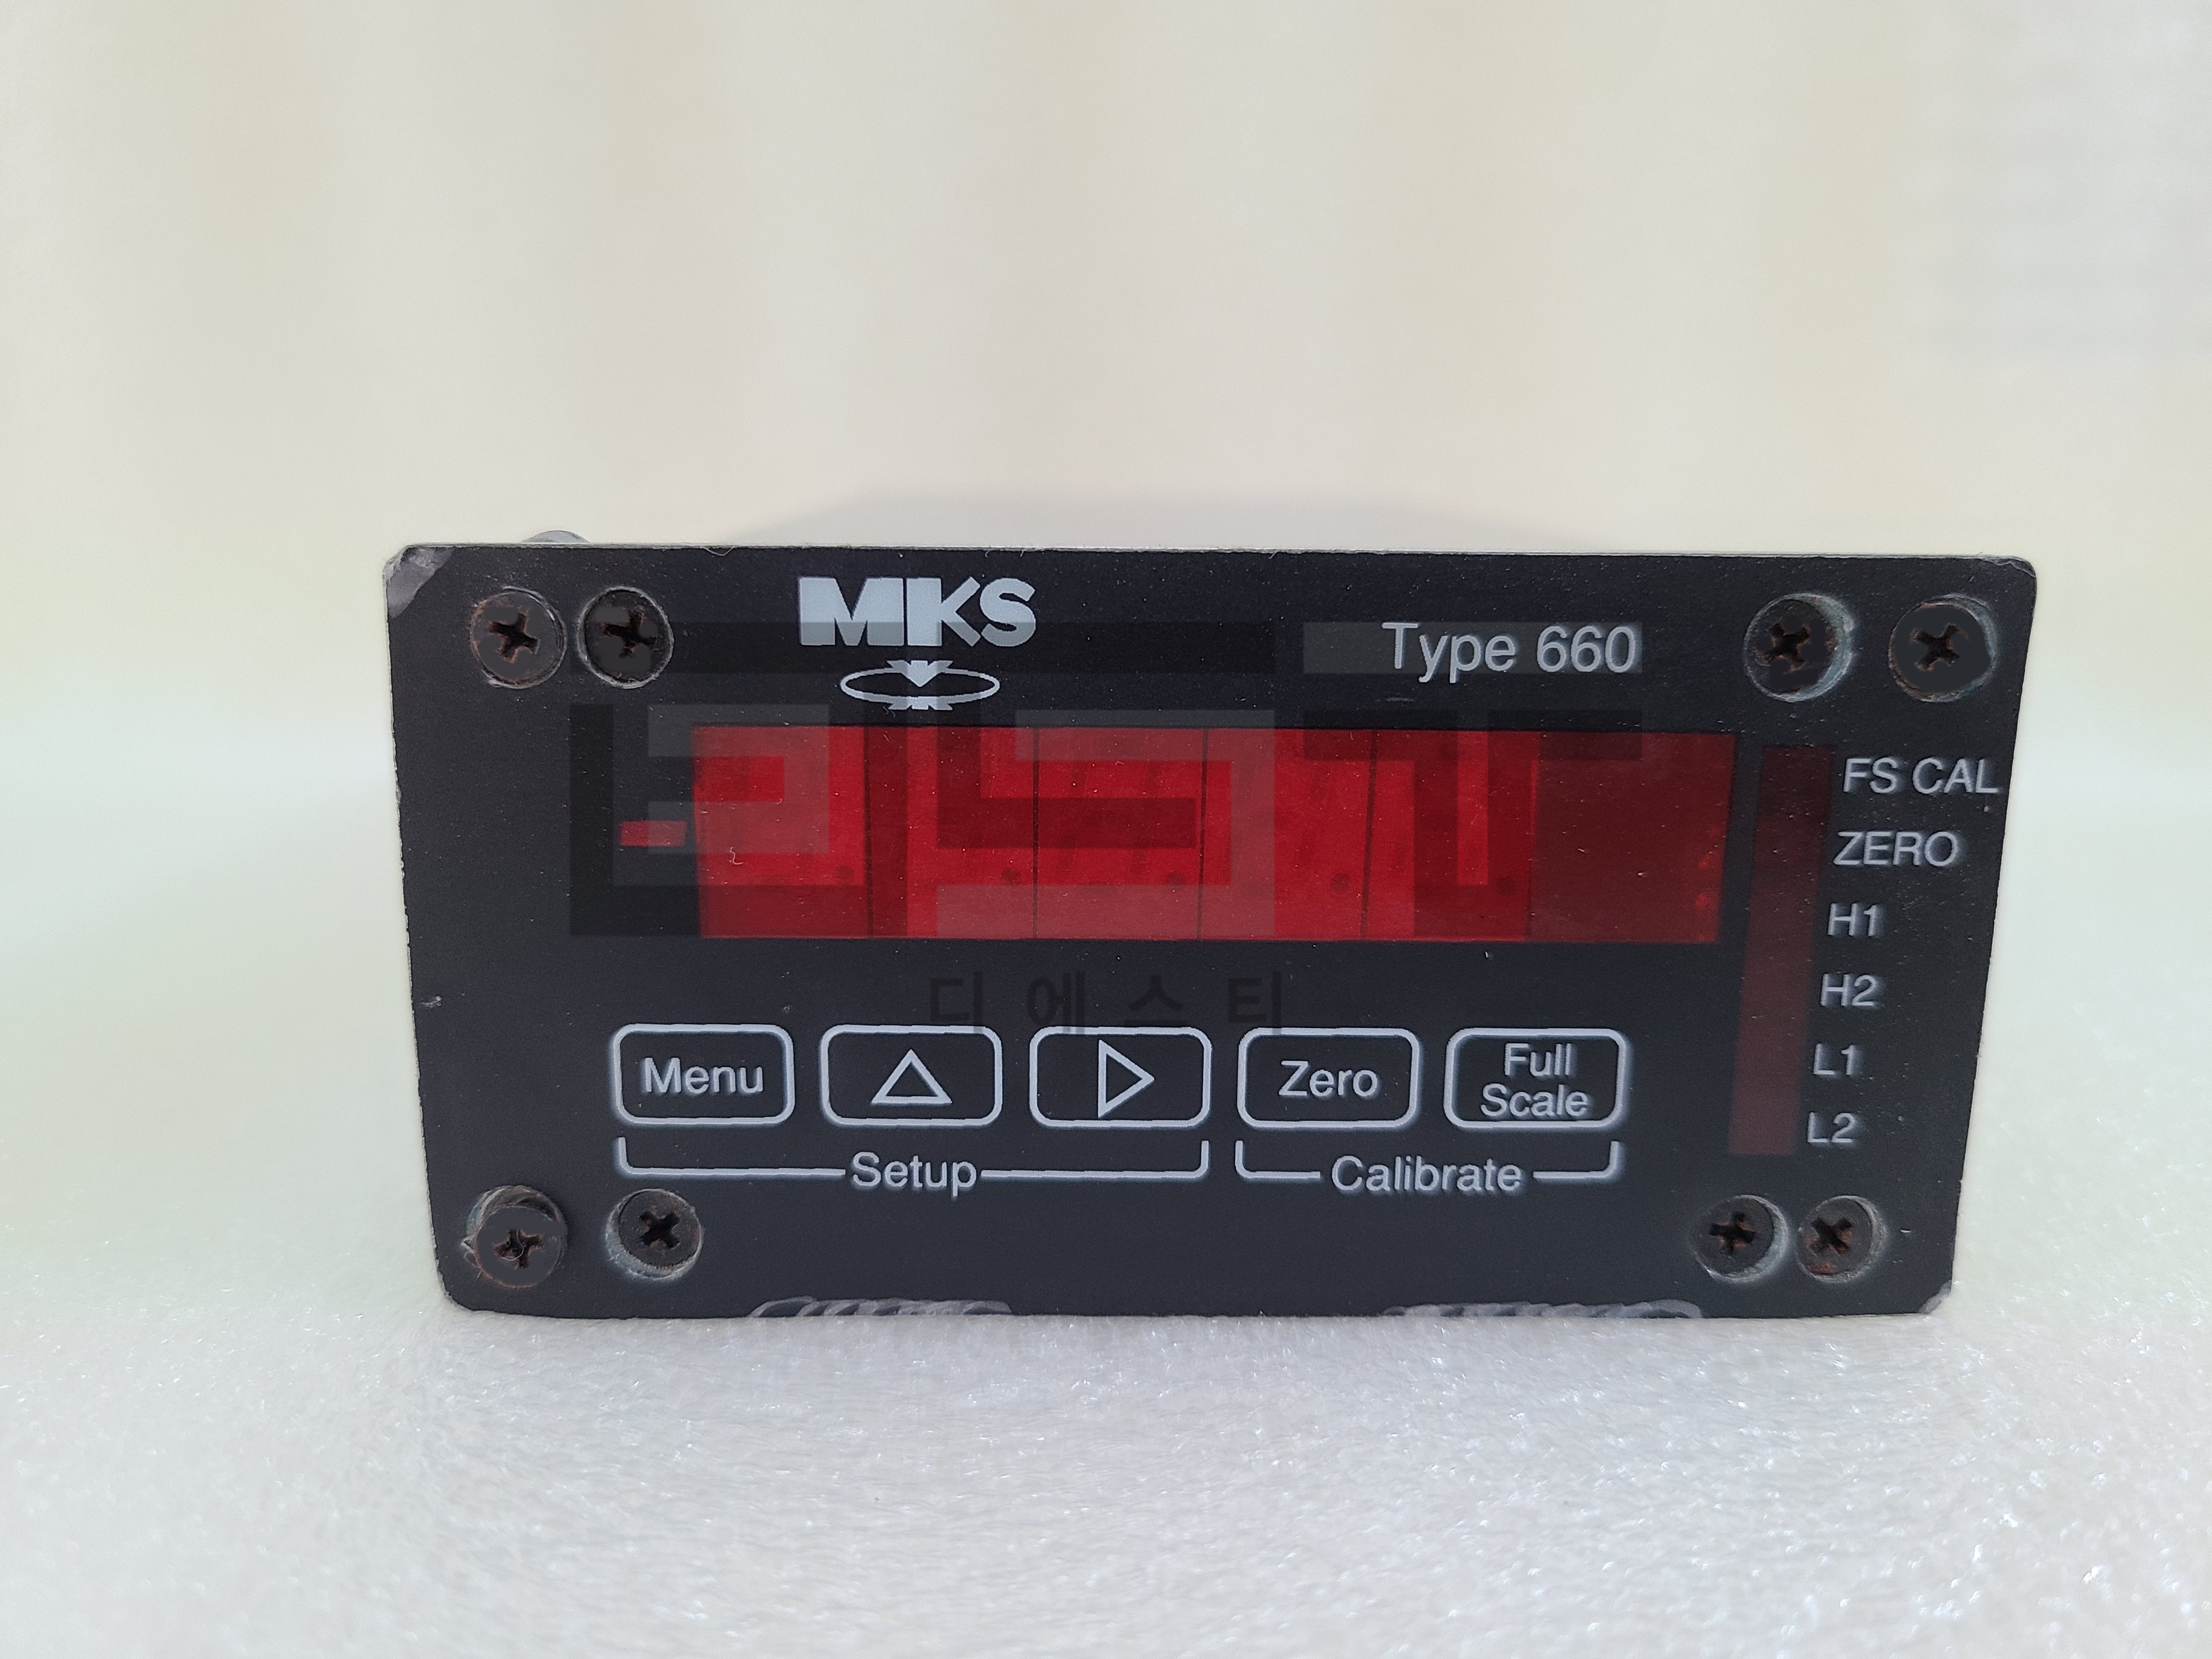 MKS
Type 660
DST
FS CAL
ZERO
H1
H2
L1
L2
디에스티
Menu
Zero
Full
Scale
Setup
Calibrate